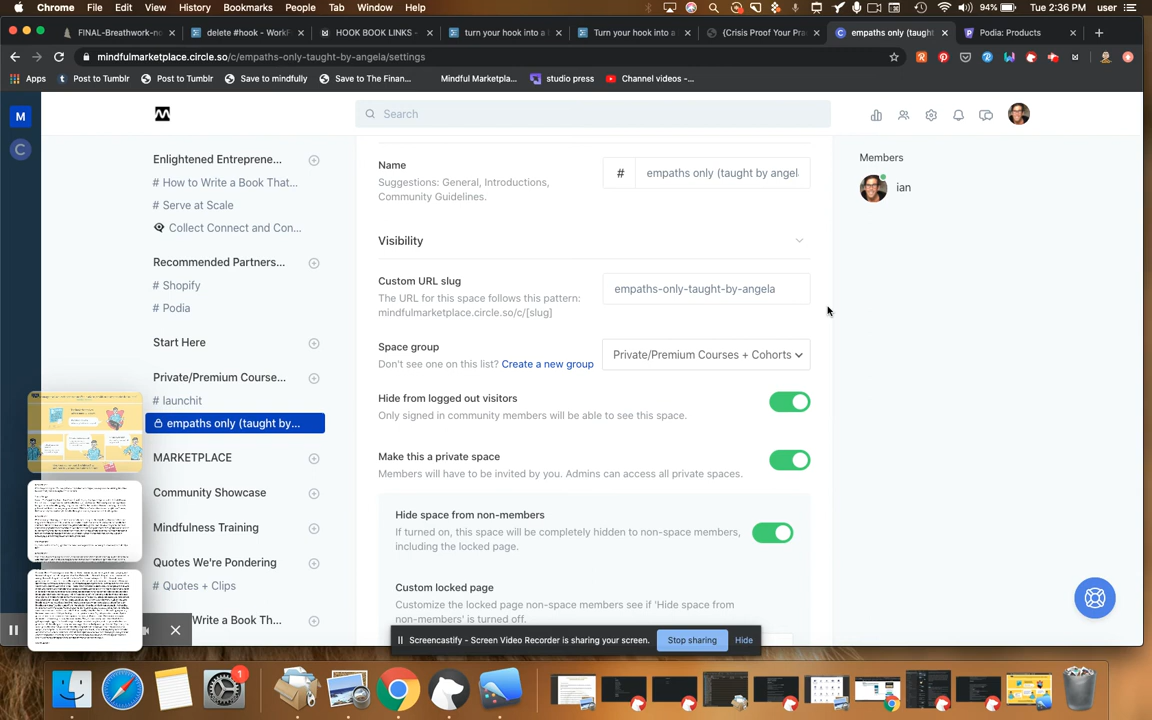 Chrome File Edit View History Bookmarks People Tab Window Help 94% Tue 2:36 PM user
FINAL-Breathwork-no delete #hook - WorkF HOOK BOOK LINKS - turn your hook into a l Turn your hook into a {Crisis Proof Your Pra empaths only (taught Podia: Products
mindfulmarketplace.circle.so/c/empaths-only-taught-by-angela/settings
Apps Post to Tumblr Post to Tumblr Save to mindfully Save to The Finan... Mindful Marketpla... studio press Channel videos -...
M
Search
C
Enlightened Entreprene...
# How to Write a Book That...
# Serve at Scale
Collect Connect and Con...
Recommended Partners...
# Shopify
# Podia
Start Here
Private/Premium Course...
# launchit
empaths only (taught by...
MARKETPLACE
Community Showcase
Mindfulness Training
Quotes We're Pondering
# Quotes + Clips
Write a Book Th...
Name
Suggestions: General, Introductions,
Community Guidelines.
# empaths only (taught by angel
Visibility
Custom URL slug
The URL for this space follows this pattern:
mindfulmarketplace.circle.so/c/[slug]
empaths-only-taught-by-angela
Space group
Don't see one on this list? Create a new group
Private/Premium Courses + Cohorts
Hide from logged out visitors
Only signed in community members will be able to see this space.
Make this a private space
Members will have to be invited by you. Admins can access all private spaces.
Hide space from non-members
If turned on, this space will be completely hidden to non-space members,
including the locked page.
Custom locked page
Customize the locked page non-space members see if 'Hide space from
non-members' is turned off.
Members
ian
Screencastify - Screen Video Recorder is sharing your screen. Stop sharing Hide
1